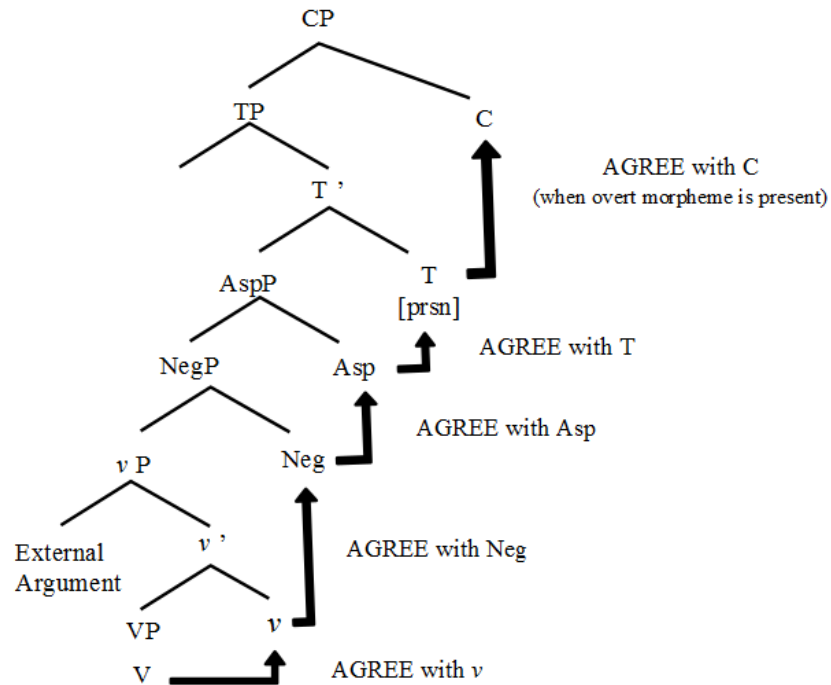 CP
TP
C
AGREE with C
(when overt morpheme is present)
T ’
AspP
T
[prsn]
AGREE with T
NegP
Asp
AGREE with Asp
v P
Neg
External
Argument
v ’
AGREE with Neg
VP
v
V
AGREE with v